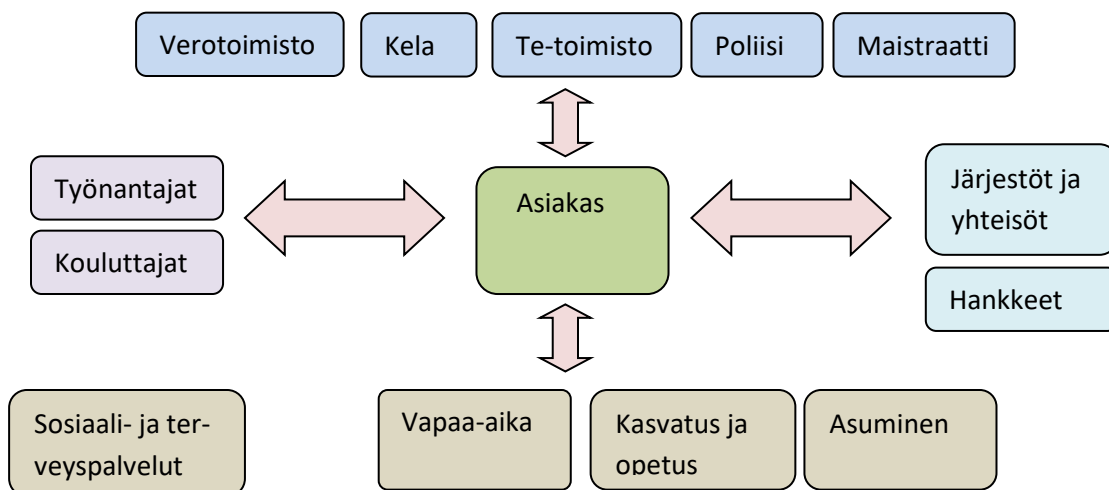 Verotoimisto
Kela
Te-toimisto
Poliisi
Maistraatti
Työnantajat
Kouluttajat
Asiakas
Järjestöt ja
yhteisöt
Hankkeet
Sosiaali- ja ter-
veyspalvelut
Vapaa-aika
Kasvatus ja
opetus
Asuminen